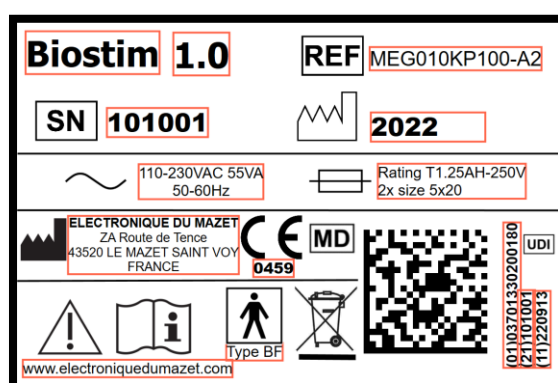 Biostim 1.0
REF MEG010KP100-A2
SN 101001
2022
110-230VAC 55VA
50-60Hz
Rating T1.25AH-250V
2x size 5x20
ELECTRONIQUE DU MAZET
ZA Route de Tence
43520 LE MAZET SAINT VOY
FRANCE
CE
0459
MD
UDI
(01)03701330200180
(21)101001
(11)220913
i
Type BF
www.electroniquedumazet.com